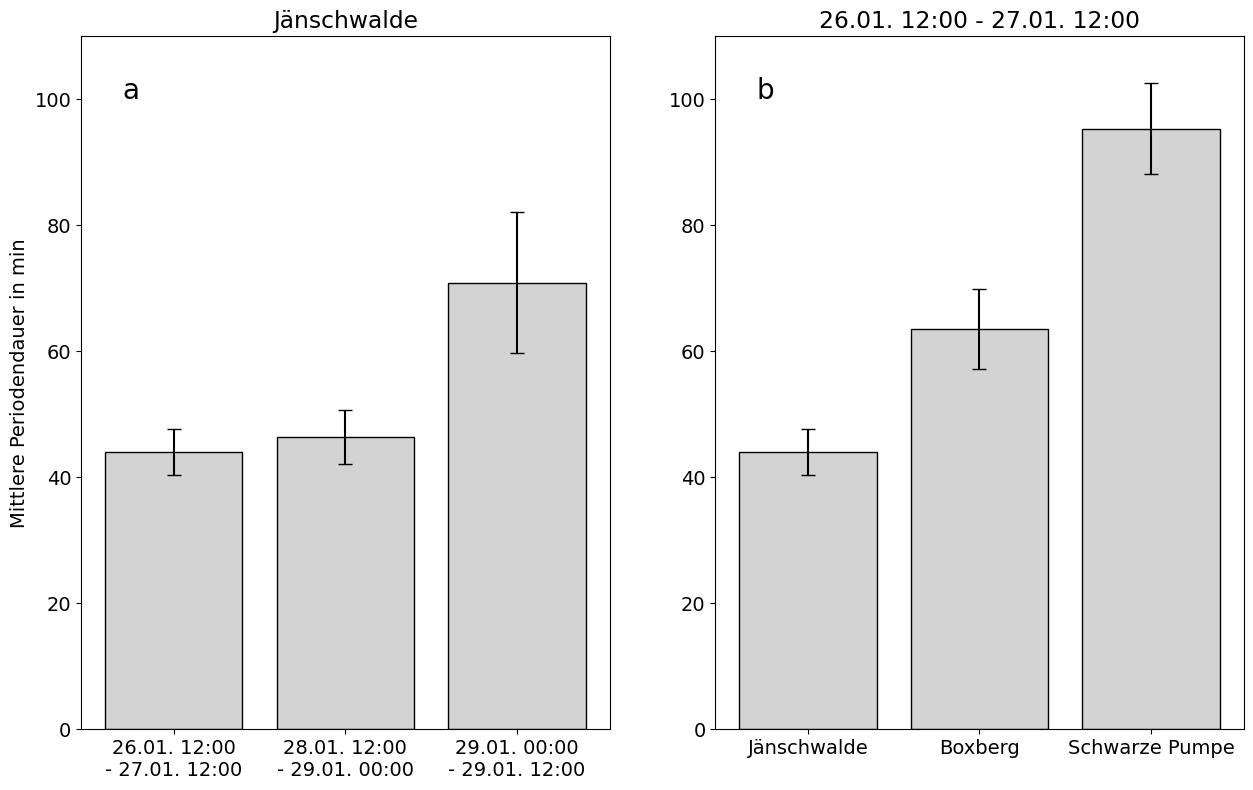 Jänschwalde
a
Mittlere Periodendauer in min
100
80
60
40
20
0
26.01. 12:00
- 27.01. 12:00
28.01. 12:00
- 29.01. 00:00
29.01. 00:00
- 29.01. 12:00
26.01. 12:00 - 27.01. 12:00
b
100
80
60
40
20
0
Jänschwalde
Boxberg
Schwarze Pumpe